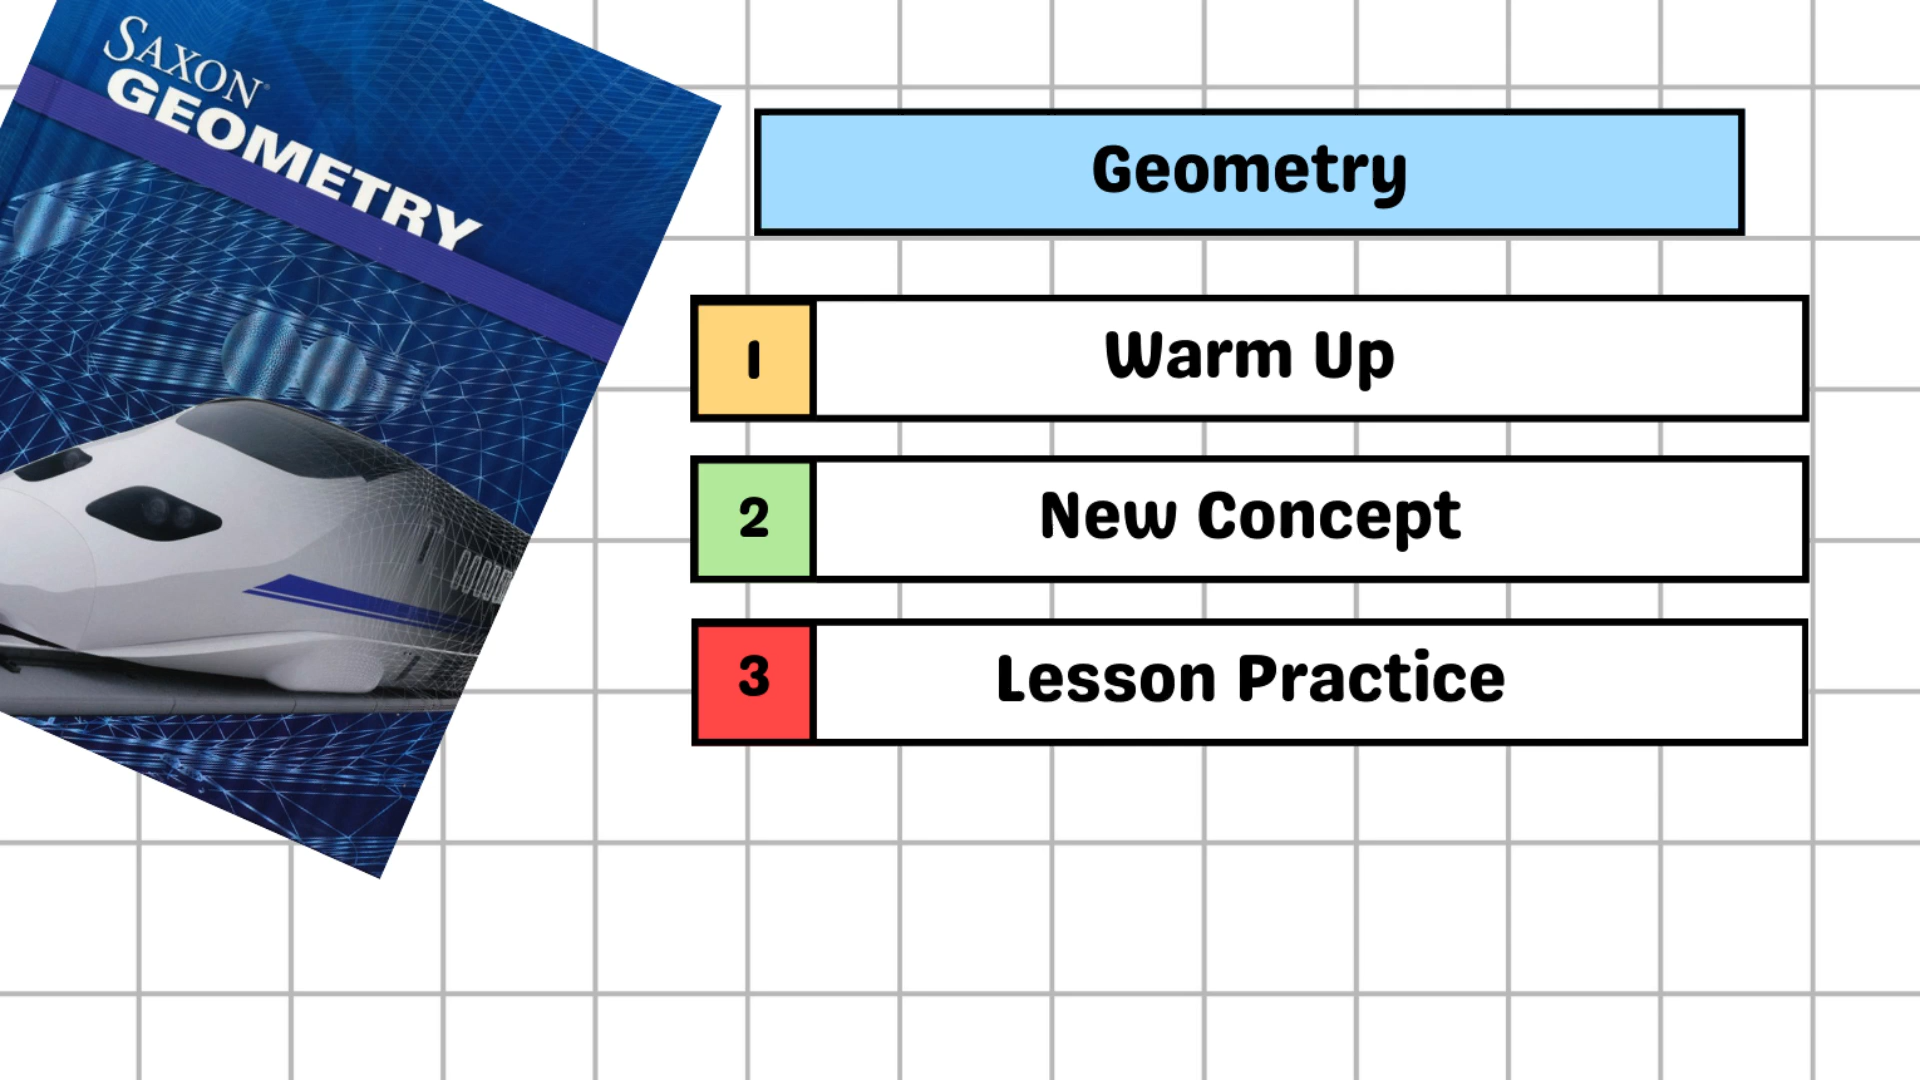 SAXON
GEOMETRY
Geometry
1
Warm Up
2
New Concept
3
Lesson Practice